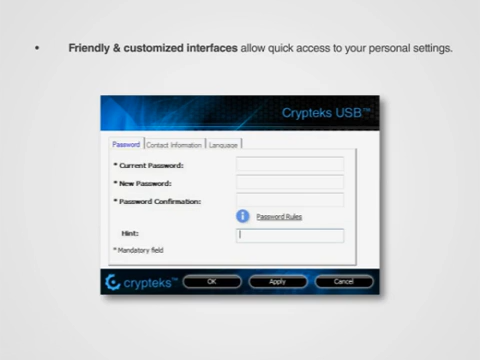 • Friendly & customized interfaces allow quick access to your personal settings.
Crypteks USB™
Password Contact Information Language
* Current Password:
* New Password:
* Password Confirmation:
Password Rules
Hint:
* Mandatory field
crypteks™ OK Apply Cancel